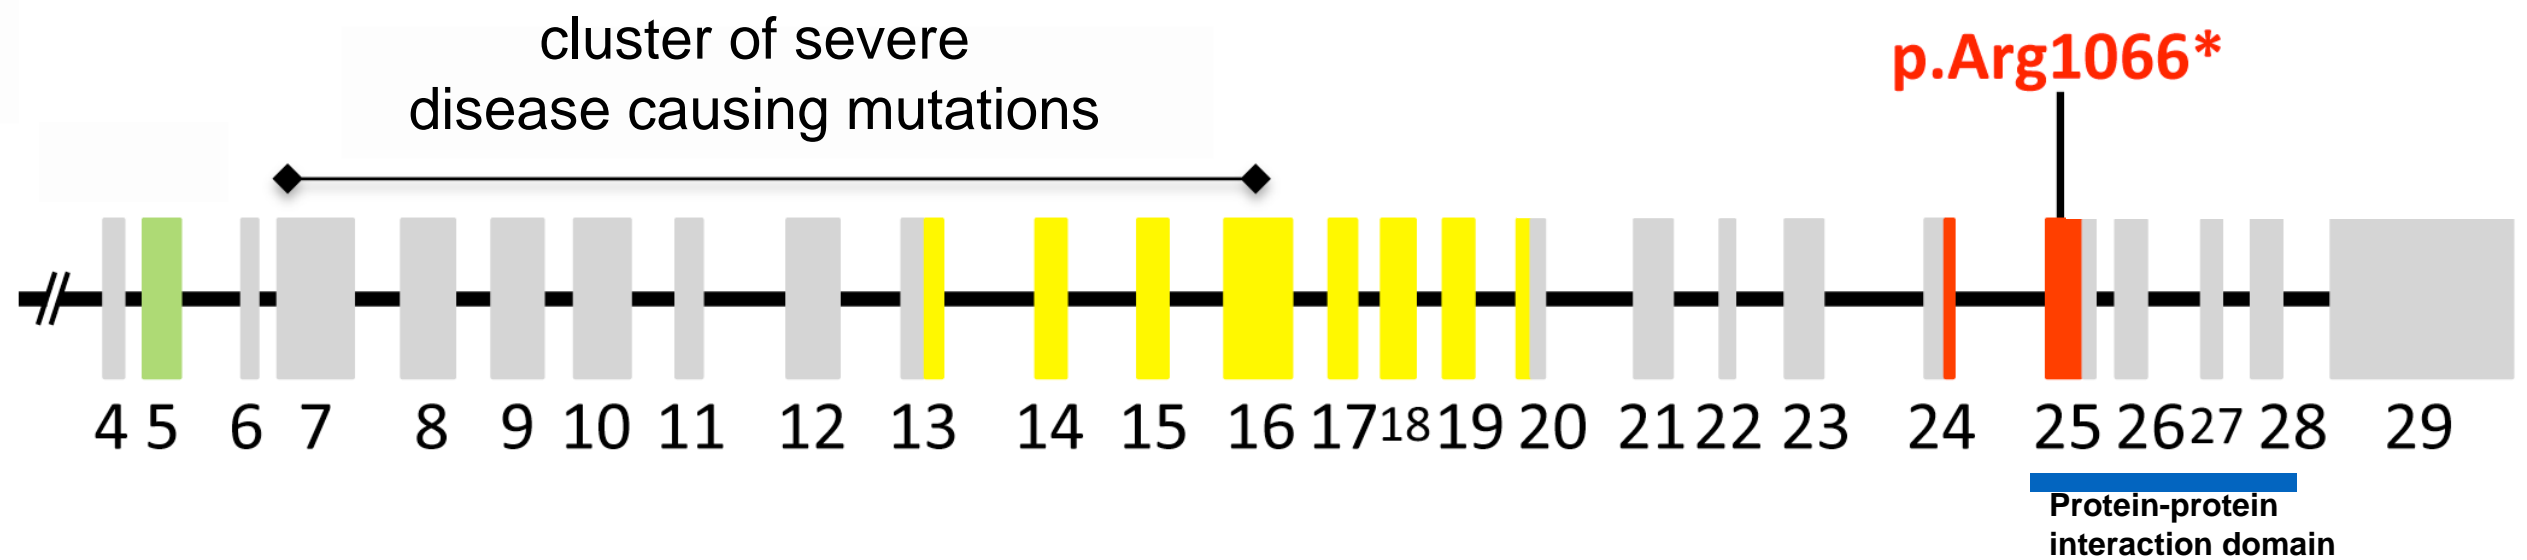 cluster of severe
disease causing mutations
p.Arg1066*
4 5 6 7 8 9 10 11 12 13 14 15 16 17 18 19 20 21 22 23 24 25 26 27 28 29
Protein-protein
interaction domain